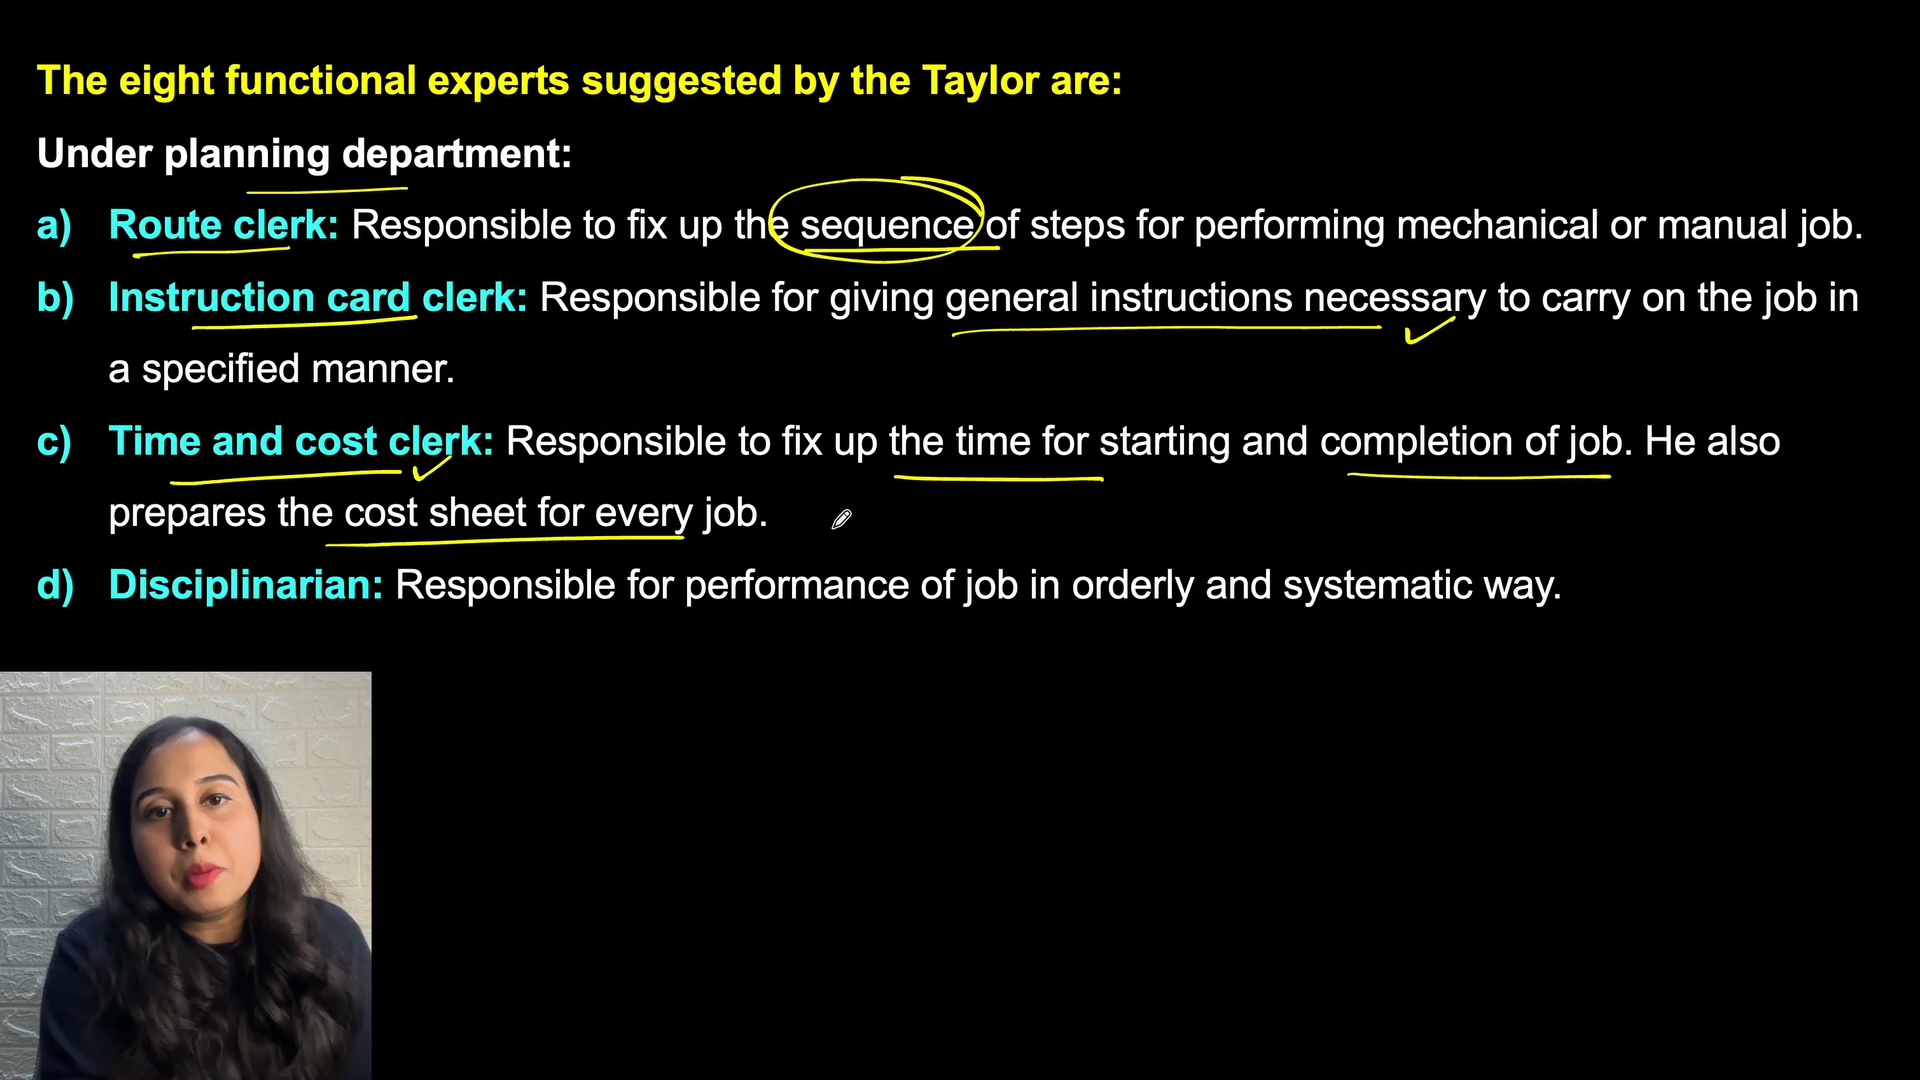 The eight functional experts suggested by the Taylor are:
Under planning department:
a) Route clerk: Responsible to fix up the sequence of steps for performing mechanical or manual job.
b) Instruction card clerk: Responsible for giving general instructions necessary to carry on the job in
a specified manner.
c) Time and cost clerk: Responsible to fix up the time for starting and completion of job. He also
prepares the cost sheet for every job.
d) Disciplinarian: Responsible for performance of job in orderly and systematic way.